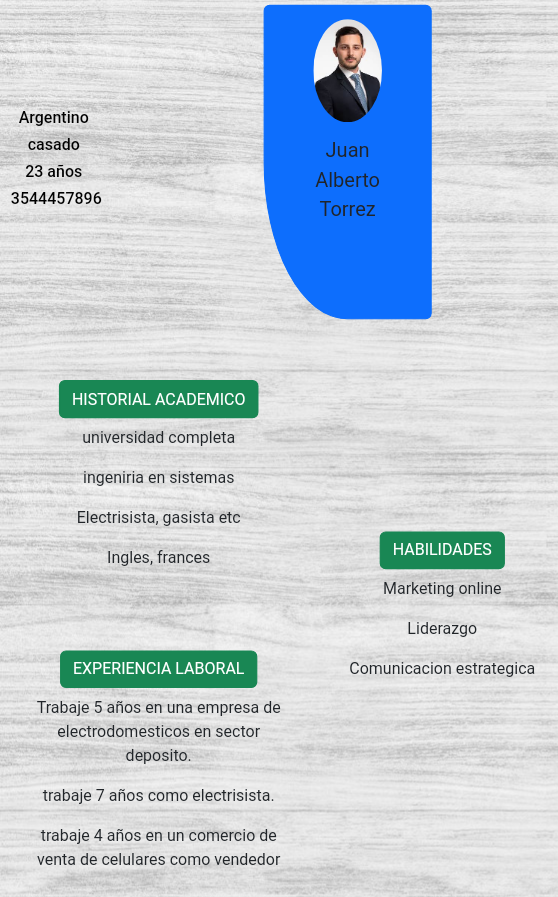 Argentino
casado
23 años
3544457896
Juan
Alberto
Torrez
HISTORIAL ACADEMICO
universidad completa
ingeniria en sistemas
Electrisista, gasista etc
Ingles, frances
HABILIDADES
Marketing online
Liderazgo
Comunicacion estrategica
EXPERIENCIA LABORAL
Trabaje 5 años en una empresa de
electrodomesticos en sector
deposito.
trabaje 7 años como electrisista.
trabaje 4 años en un comercio de
venta de celulares como vendedor